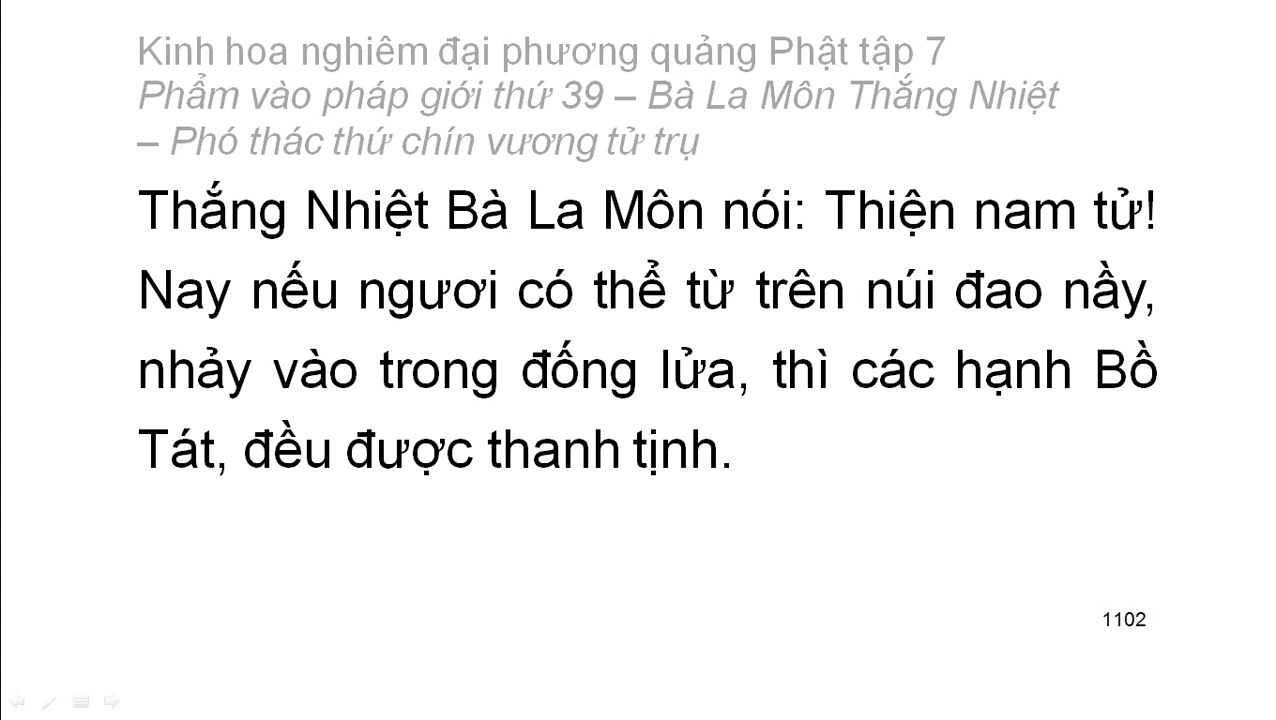 Kinh hoa nghiêm đại phương quảng Phật tập 7
Phẩm vào pháp giới thứ 39 – Bà La Môn Thắng Nhiệt
– Phó thác thứ chín vương tử trụ
Thắng Nhiệt Bà La Môn nói: Thiện nam tử!
Nay nếu ngươi có thể từ trên núi đao nầy,
nhảy vào trong đống lửa, thì các hạnh Bồ
Tát, đều được thanh tịnh.
1102